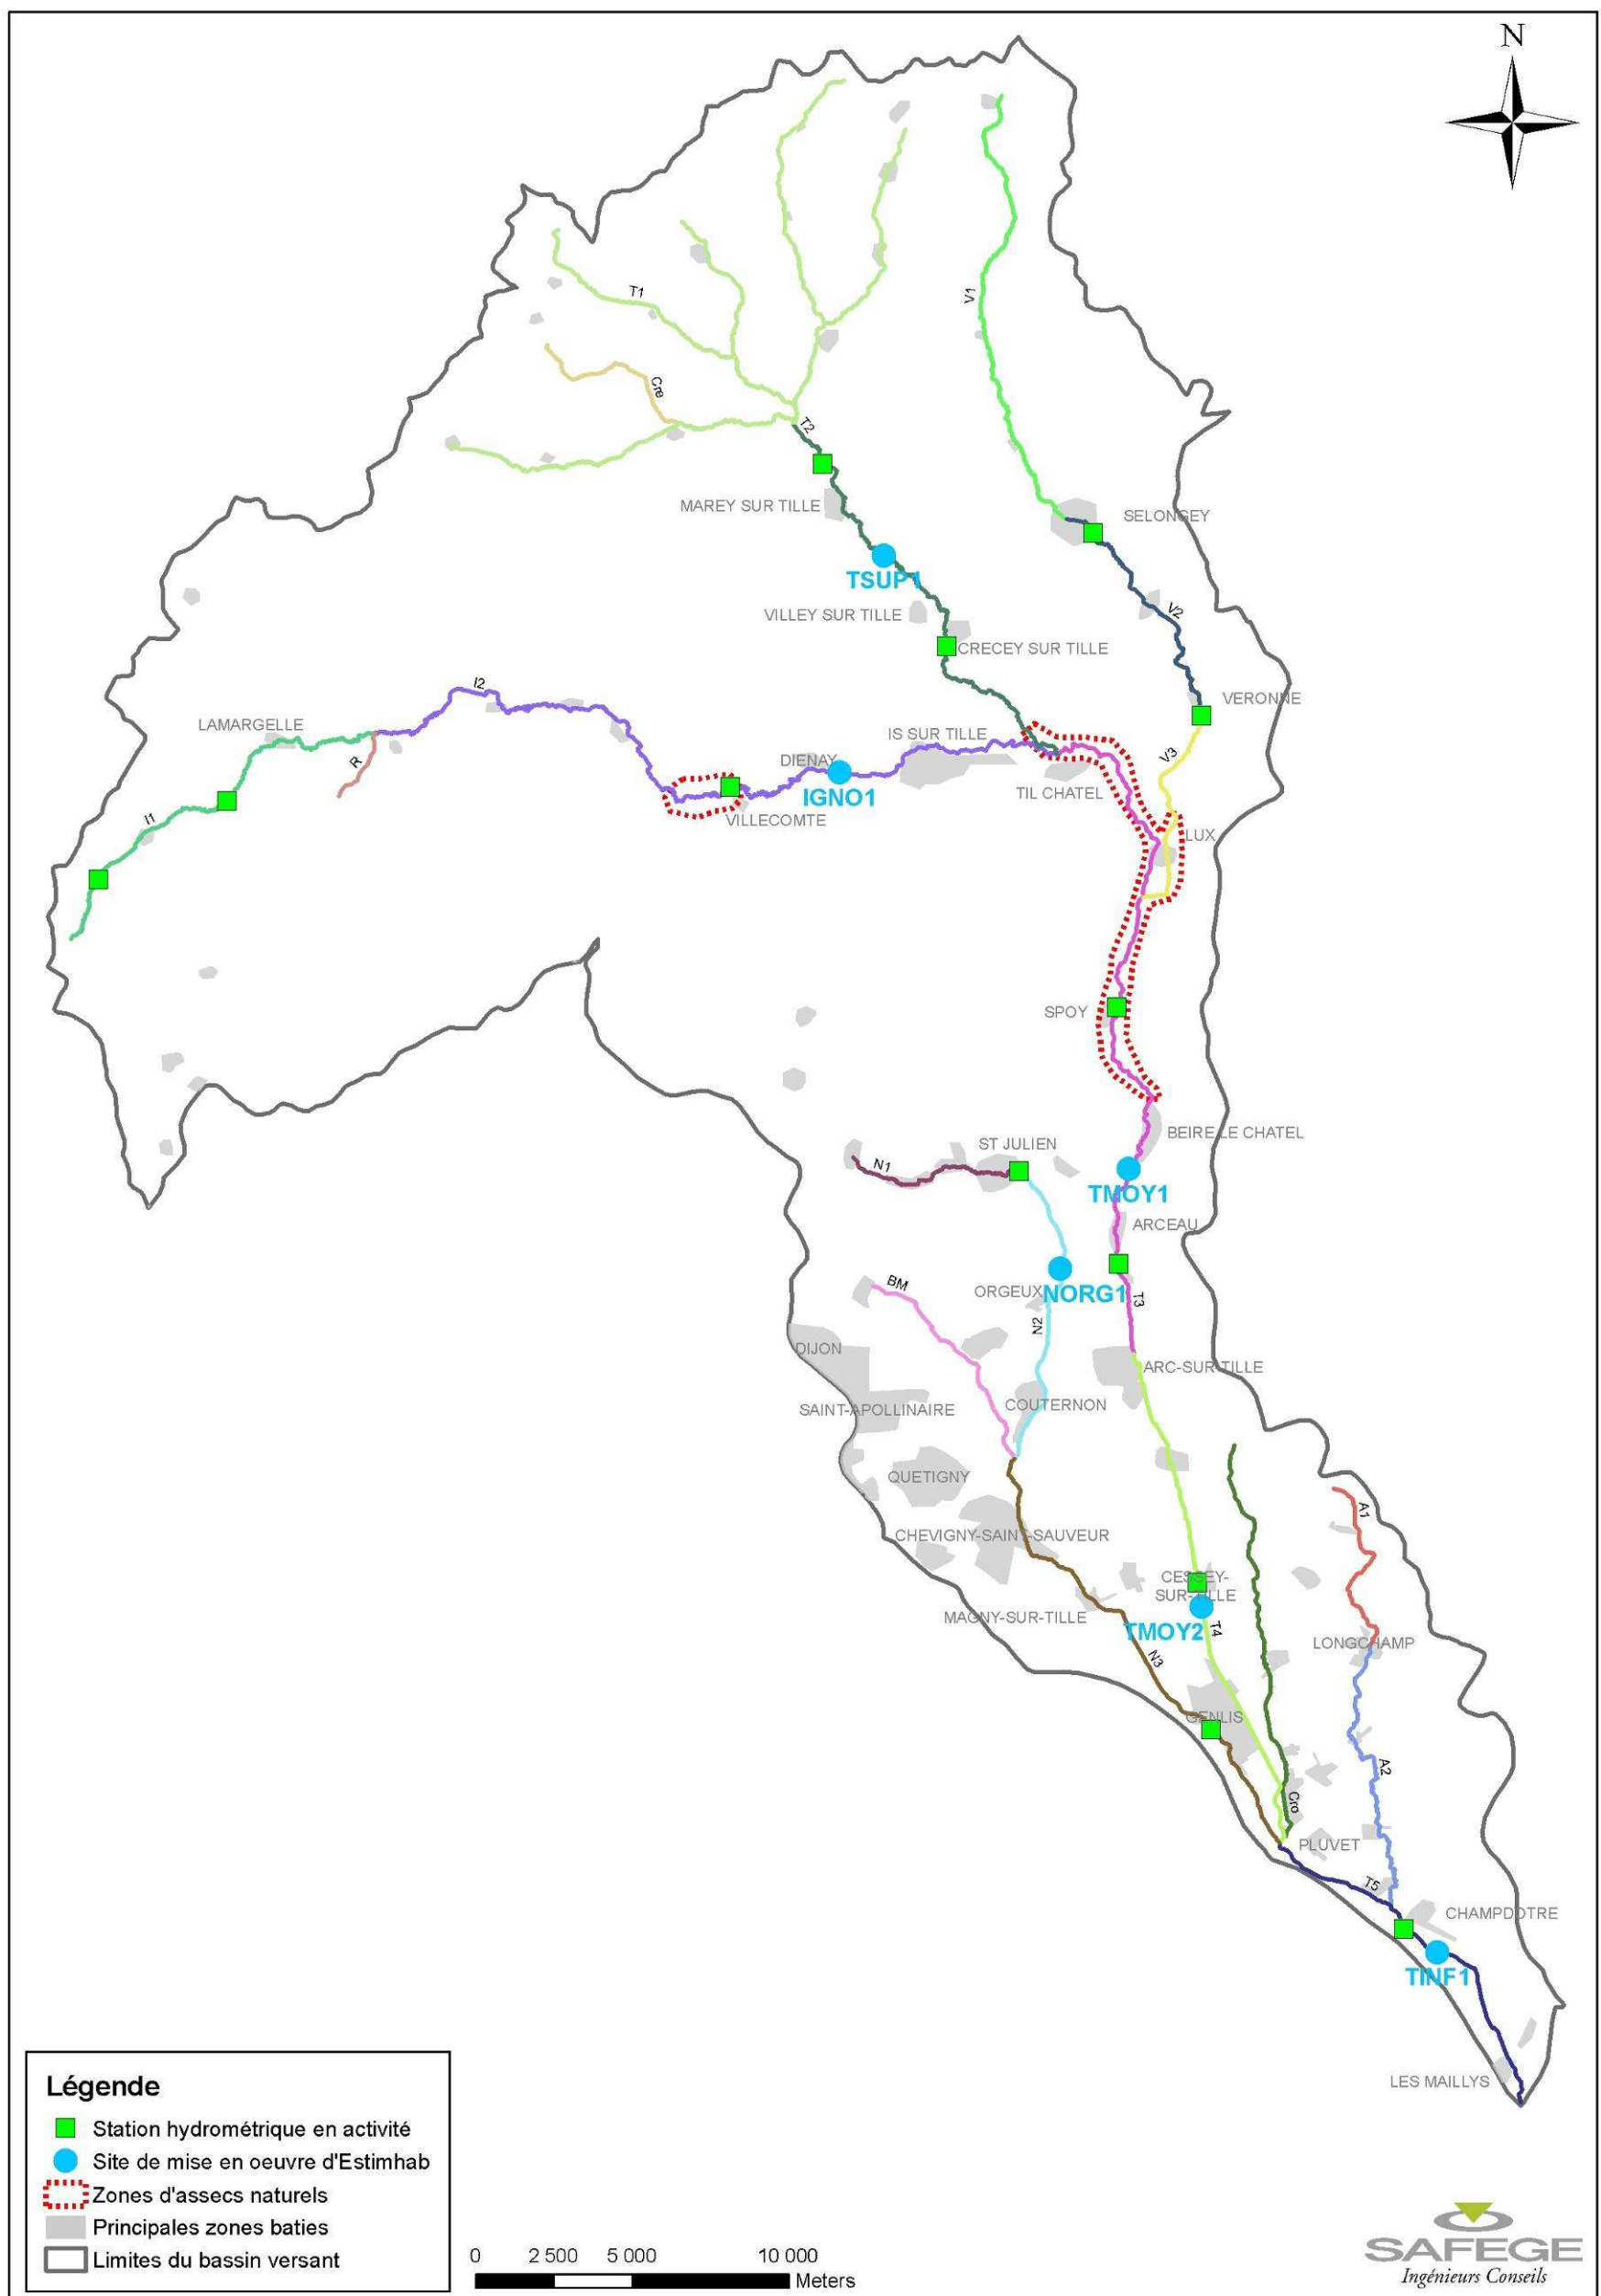 N
T1
V1
Cre
T2
MAREY SUR TILLE
SELONGEY
TSUP1
V2
VILLEY SUR TILLE
CRECEY SUR TILLE
I2
VERONNE
LAMARGELLE
IS SUR TILLE
V3
R
DIENAY
IGNO1
TIL CHATEL
I1
VILLECOMTE
LUX
SPOY
BEIRE LE CHATEL
ST JULIEN
N1
TMOY1
ARCEAU
BM
ORGEUX
NORG1
T3
N2
DIJON
ARC-SUR-TILLE
SAINT-APOLLINAIRE
COUTERNON
QUETIGNY
A1
CHEVIGNY-SAINT-SAUVEUR
CESSEY-
SUR-TILLE
MAGNY-SUR-TILLE
TMOY2
T4
LONGCHAMP
N3
GENLIS
A2
Cro
PLUVET
T5
CHAMPDOTRE
TINF1
LES MAILLYS
Légende
Station hydrométrique en activité
Site de mise en oeuvre d'Estimhab
Zones d'assecs naturels
Principales zones baties
Limites du bassin versant
0 2 500 5 000 10 000
Meters
SAFEGE
Ingénieurs Conseils